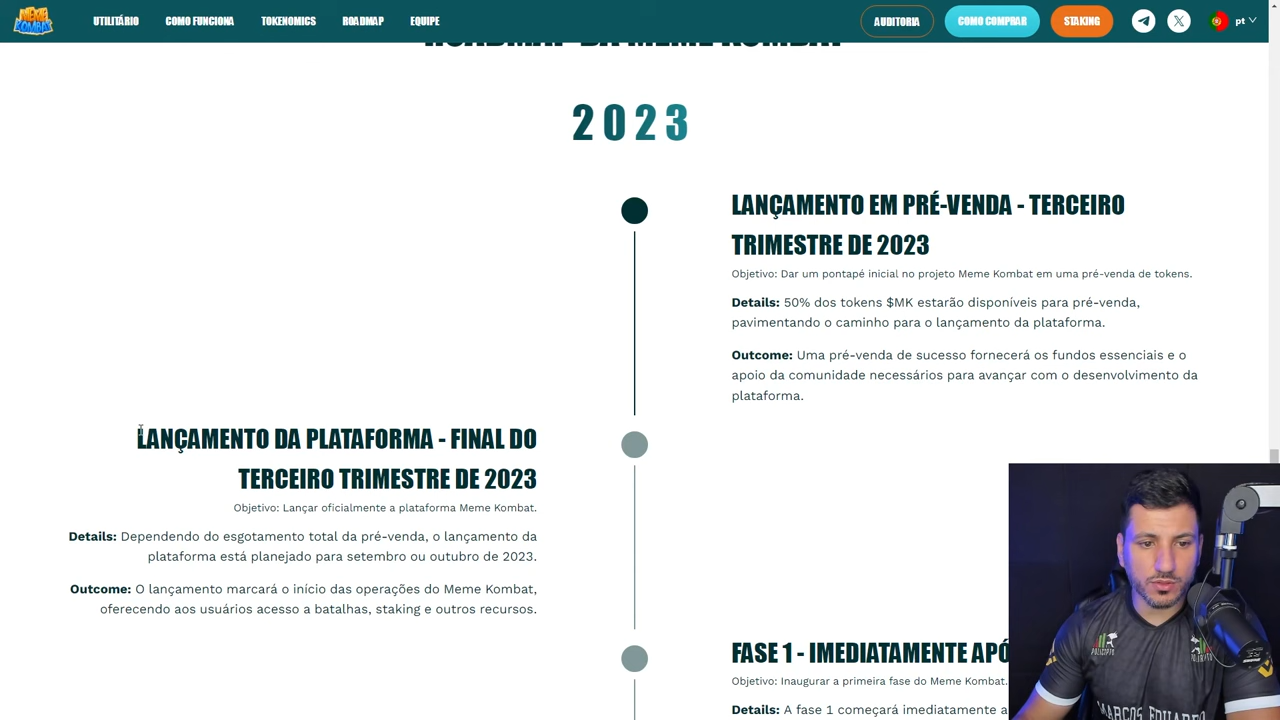 MEME KOMBAT
UTILITÁRIO
COMO FUNCIONA
TOKENOMICS
ROADMAP
EQUIPE
AUDITORIA
COMO COMPRAR
STAKING
pt
ROADMAP DA MEME KOMBAT
2023
LANÇAMENTO EM PRÉ-VENDA - TERCEIRO
TRIMESTRE DE 2023
Objetivo: Dar um pontapé inicial no projeto Meme Kombat em uma pré-venda de tokens.
Details: 50% dos tokens $MK estarão disponíveis para pré-venda,
pavimentando o caminho para o lançamento da plataforma.
Outcome: Uma pré-venda de sucesso fornecerá os fundos essenciais e o
apoio da comunidade necessários para avançar com o desenvolvimento da
plataforma.
LANÇAMENTO DA PLATAFORMA - FINAL DO
TERCEIRO TRIMESTRE DE 2023
Objetivo: Lançar oficialmente a plataforma Meme Kombat.
Details: Dependendo do esgotamento total da pré-venda, o lançamento da
plataforma está planejado para setembro ou outubro de 2023.
Outcome: O lançamento marcará o início das operações do Meme Kombat,
oferecendo aos usuários acesso a batalhas, staking e outros recursos.
FASE 1 - IMEDIATAMENTE APÓ
Objetivo: Inaugurar a primeira fase do Meme Kombat.
Details: A fase 1 começará imediatamente a
MARCOS EDUARDO